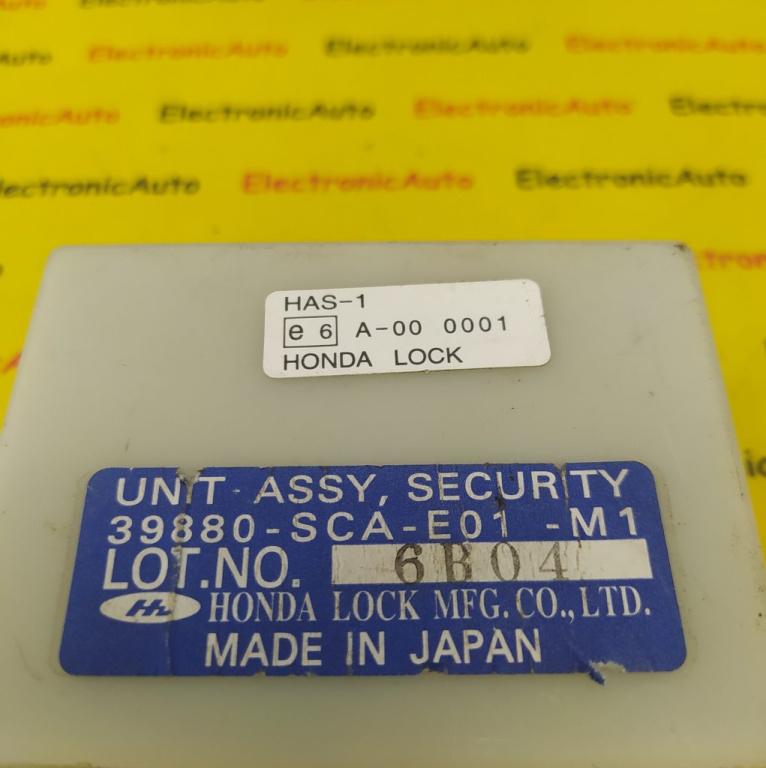 ElectronicAuto ElectronicAuto ElectronicAuto
ElectronicAuto ElectronicAuto ElectronicAuto
ElectronicAuto ElectronicAuto ElectronicAuto
HAS-1
e 6 A-00 0001
HONDA LOCK
UNIT ASSY, SECURITY
39880-SCA-E01 -M1
LOT.NO. 6B04
HL HONDA LOCK MFG. CO., LTD.
MADE IN JAPAN